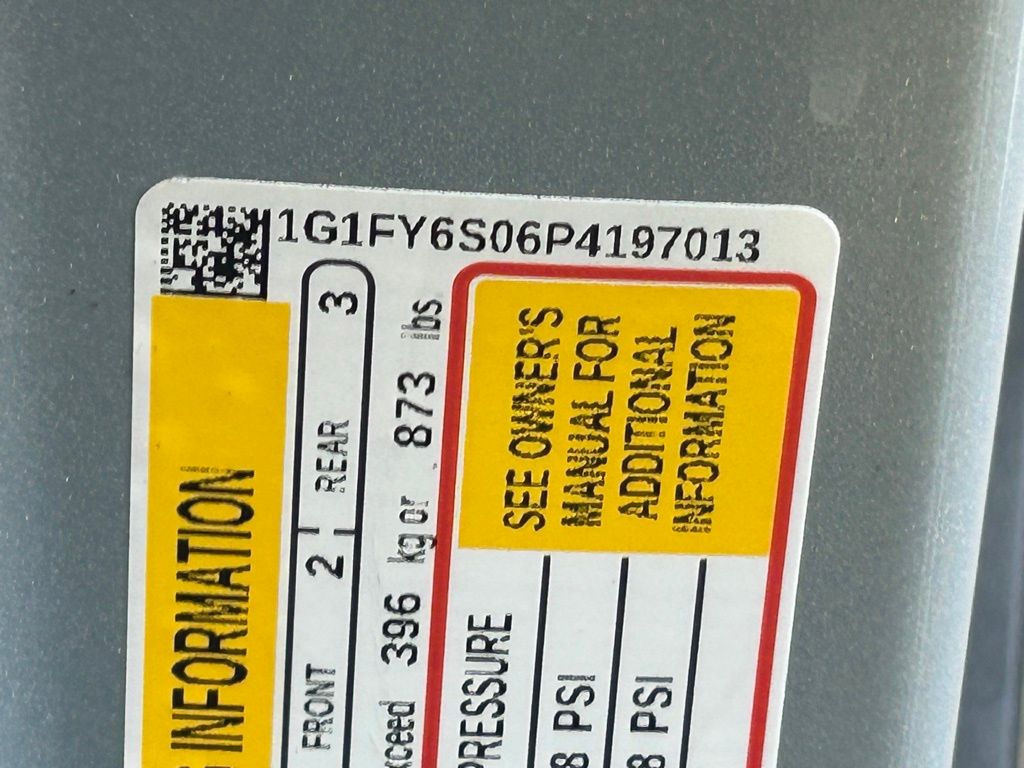 1G1FY6S06P4197013
INFORMATION
FRONT 2 REAR 3
396 kg or 873 lbs
PRESSURE
PSI
PSI
SEE OWNER'S
MANUAL FOR
ADDITIONAL
INFORMATION